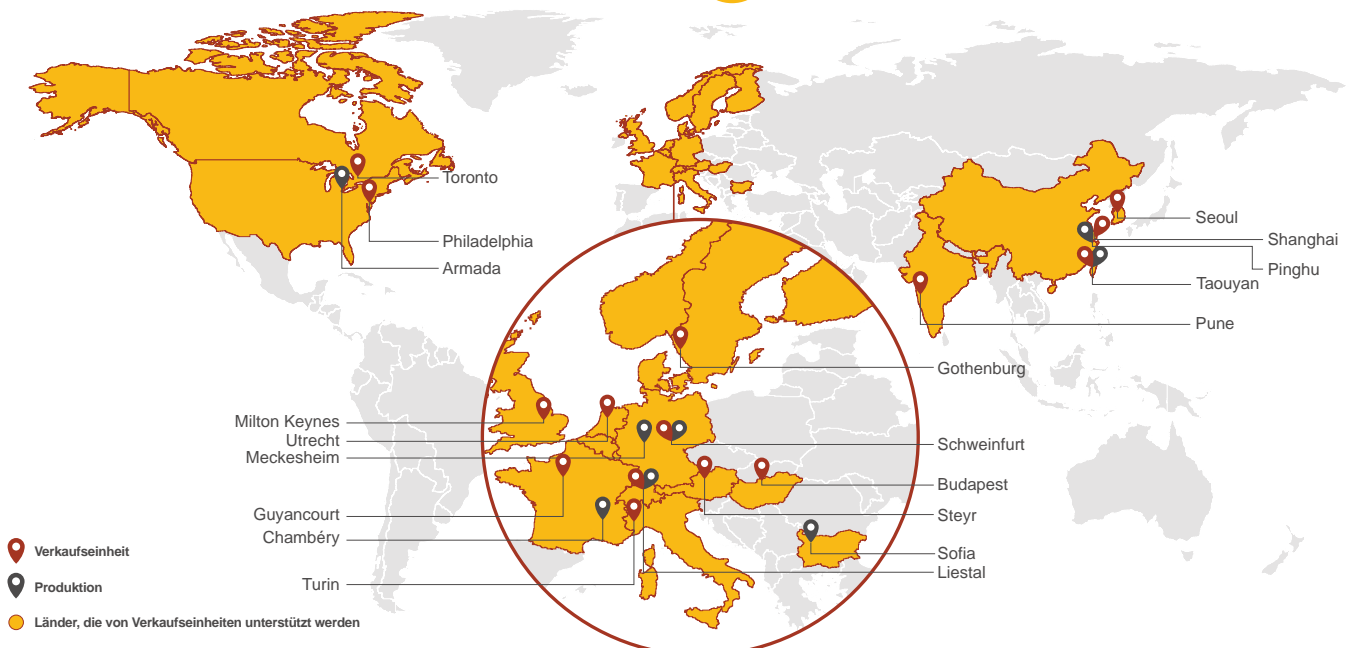 Toronto
Philadelphia
Armada
Seoul
Shanghai
Pinghu
Taouyan
Pune
Gothenburg
Milton Keynes
Utrecht
Meckesheim
Schweinfurt
Budapest
Guyancourt
Steyr
Chambéry
Sofia
Liestal
Turin
Verkaufseinheit
Produktion
Länder, die von Verkaufseinheiten unterstützt werden